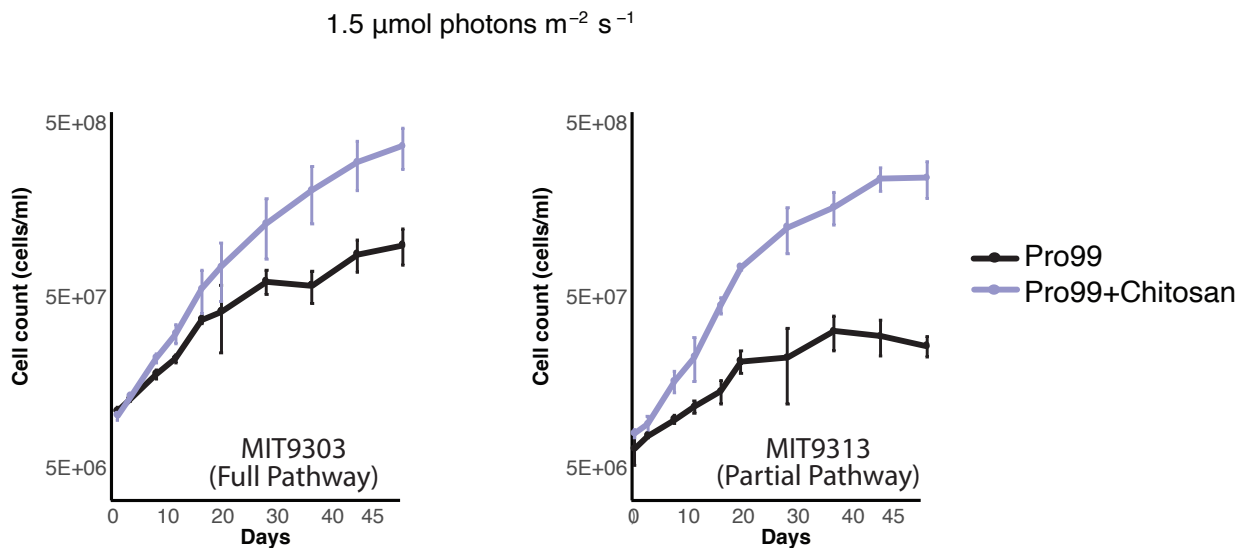 1.5 μmol photons m⁻² s⁻¹
5E+08
5E+07
5E+06
Cell count (cells/ml)
MIT9303
(Full Pathway)
0 10 20 30 40 45
Days
5E+08
5E+07
5E+06
Cell count (cells/ml)
MIT9313
(Partial Pathway)
0 10 20 30 40 45
Days
Pro99
Pro99+Chitosan